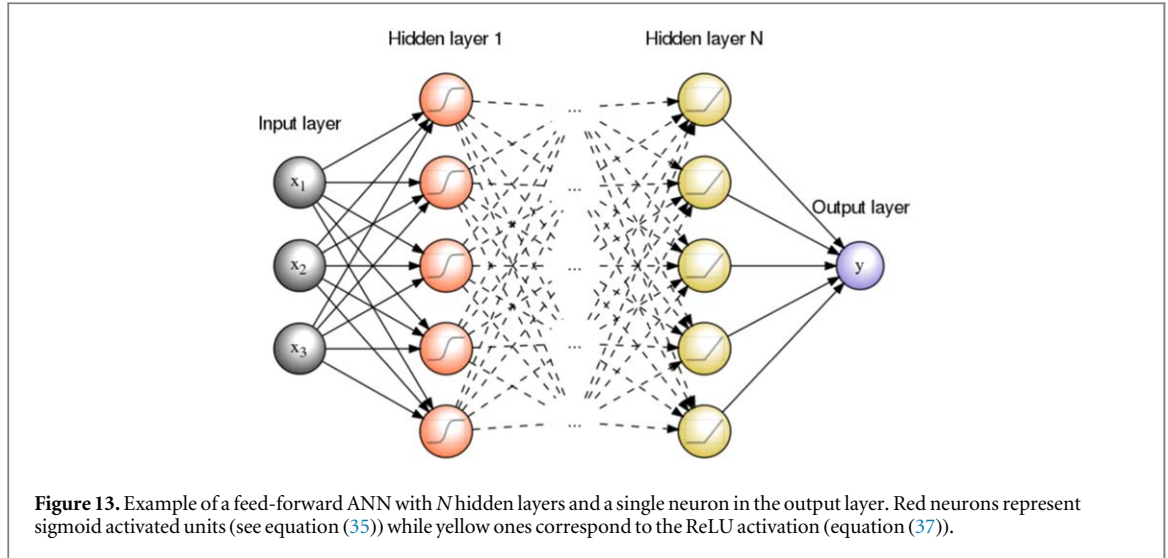 Hidden layer 1
Hidden layer N
Input layer
x1
x2
x3
...
...
...
...
...
Output layer
y
Figure 13. Example of a feed-forward ANN with N hidden layers and a single neuron in the output layer. Red neurons represent
sigmoid activated units (see equation (35)) while yellow ones correspond to the ReLU activation (equation (37)).